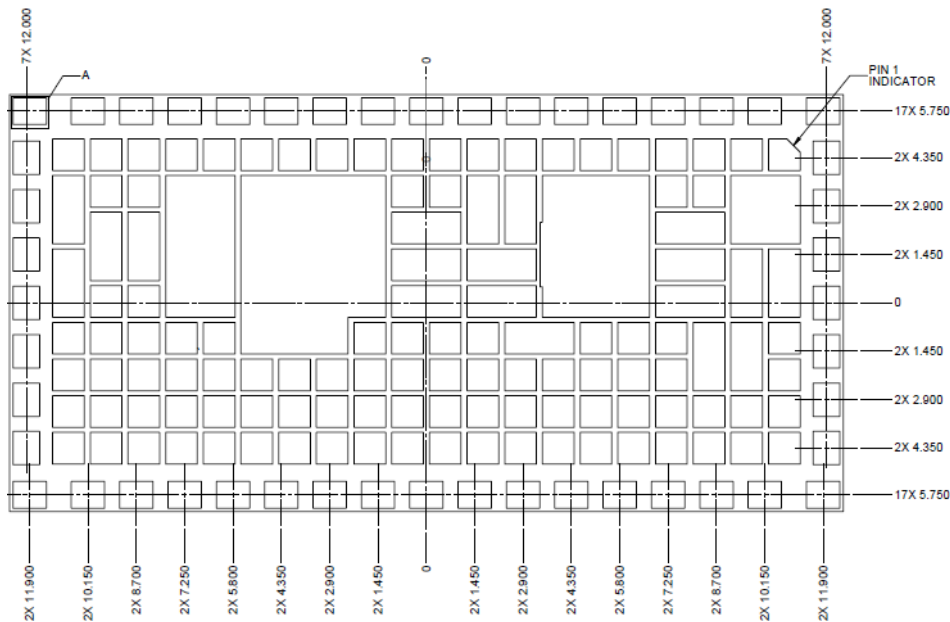 7X 12.000
0
7X 12.000
A
PIN 1
INDICATOR
17X 5.750
2X 4.350
2X 2.900
2X 1.450
0
2X 1.450
2X 2.900
2X 4.350
17X 5.750
2X 11.900
2X 10.150
2X 8.700
2X 7.250
2X 5.800
2X 4.350
2X 2.900
2X 1.450
0
2X 1.450
2X 2.900
2X 4.350
2X 5.800
2X 7.250
2X 8.700
2X 10.150
2X 11.900